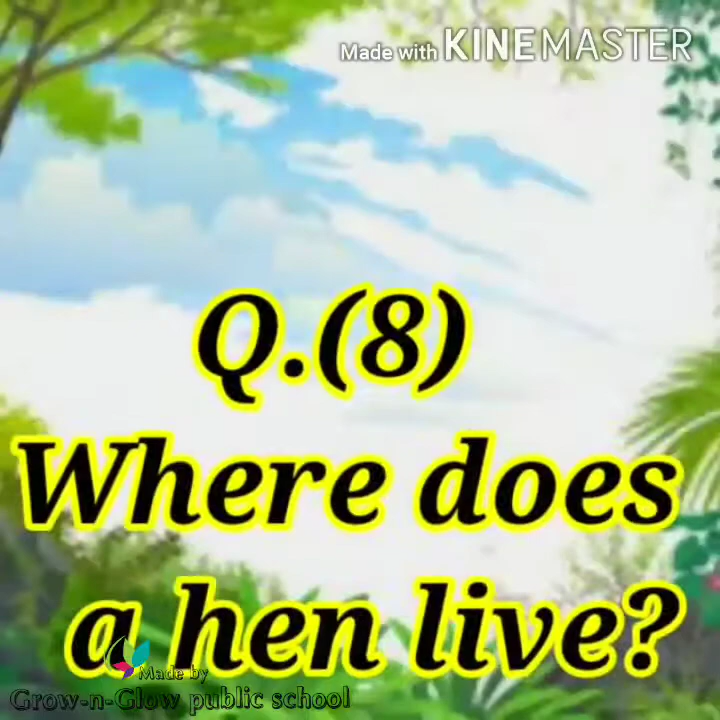 Made with KINEMASTER
Q.(8)
Where does
a hen live?
Made by
Grow-n-Glow public school